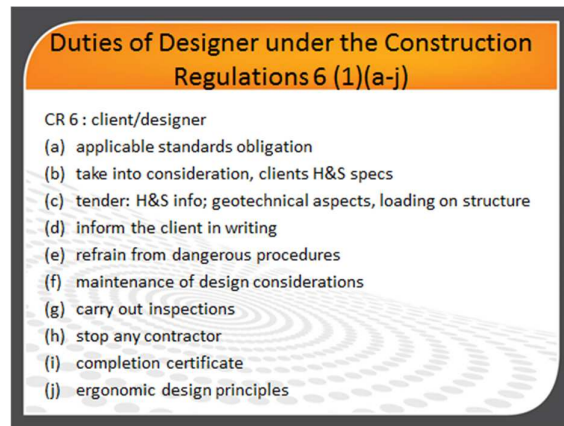 Duties of Designer under the Construction
Regulations 6 (1)(a-j)
CR 6 : client/designer
(a) applicable standards obligation
(b) take into consideration, clients H&S specs
(c) tender: H&S info; geotechnical aspects, loading on structure
(d) inform the client in writing
(e) refrain from dangerous procedures
(f) maintenance of design considerations
(g) carry out inspections
(h) stop any contractor
(i) completion certificate
(j) ergonomic design principles